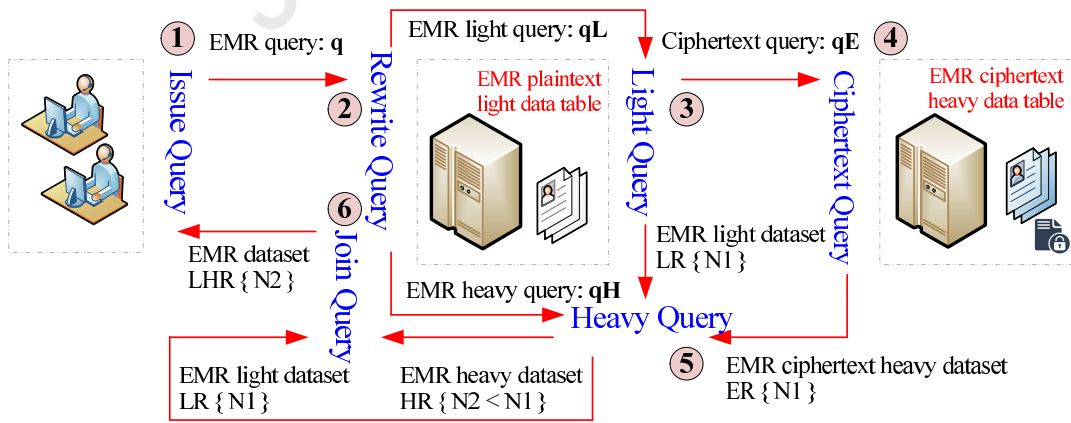 1
EMR query: q
Issue Query
2
Rewrite Query
EMR light query: qL
EMR plaintext
light data table
Light Query
3
Ciphertext query: qE
4
Ciphertext Query
EMR ciphertext
heavy data table
6
Join Query
EMR dataset
LHR { N2 }
EMR light dataset
LR { N1 }
EMR heavy query: qH
Heavy Query
5
EMR ciphertext heavy dataset
ER { N1 }
EMR light dataset
LR { N1 }
EMR heavy dataset
HR { N2 < N1 }